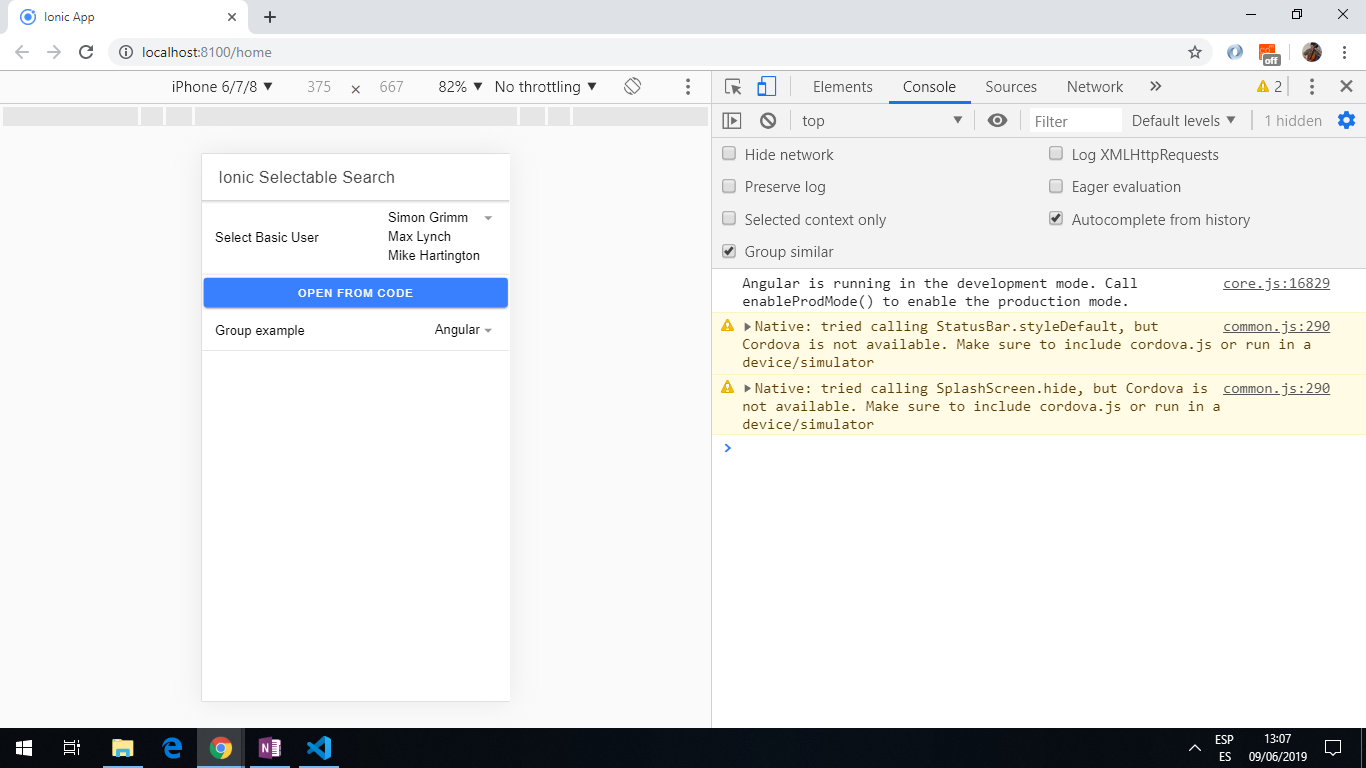 Ionic App
localhost:8100/home
off
iPhone 6/7/8 375 × 667 82% No throttling
Elements Console Sources Network 2
top Filter Default levels 1 hidden
Hide network Log XMLHttpRequests
Preserve log Eager evaluation
Selected context only Autocomplete from history
Group similar
Angular is running in the development mode. Call core.js:16829
enableProdMode() to enable the production mode.
Native: tried calling StatusBar.styleDefault, but common.js:290
Cordova is not available. Make sure to include cordova.js or run in a
device/simulator
Native: tried calling SplashScreen.hide, but Cordova is common.js:290
not available. Make sure to include cordova.js or run in a
device/simulator
Ionic Selectable Search
Select Basic User
Simon Grimm
Max Lynch
Mike Hartington
OPEN FROM CODE
Group example Angular
ESP
ES
13:07
09/06/2019